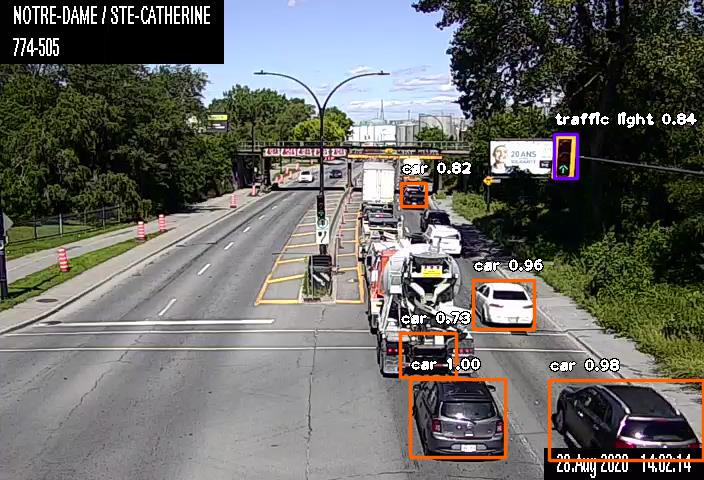 NOTRE-DAME / STE-CATHERINE
774-505
traffic light 0.84
20 ANS
car 0.82
car 0.96
car 0.73
car 1.00
car 0.98
28.Aug 2020 14:02:14